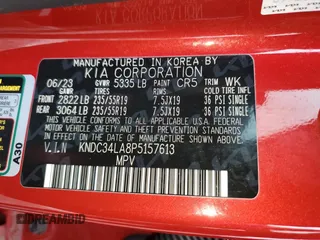 MANUFACTURED IN KOREA BY
KIA CORPORATION
06/23 GVWR 5335 LB PAINT CR5 TRIM WK
GAWR TIRES RIMS COLD TIRE INFLATION
FRONT 2822 LB 235/55R19 7.5JX19 36 PSI SINGLE
REAR 3064 LB 235/55R19 7.5JX19 36 PSI SINGLE
THIS VEHICLE CONFORMS TO ALL APPLICABLE U.S.
FEDERAL MOTOR VEHICLE SAFETY AND THEFT PREVENTION
STANDARDS IN EFFECT ON THE DATE OF MANUFACTURE
SHOWN ABOVE.
V.I.N KNDC34LA8P5157613
MPV
A30
DREAMBID